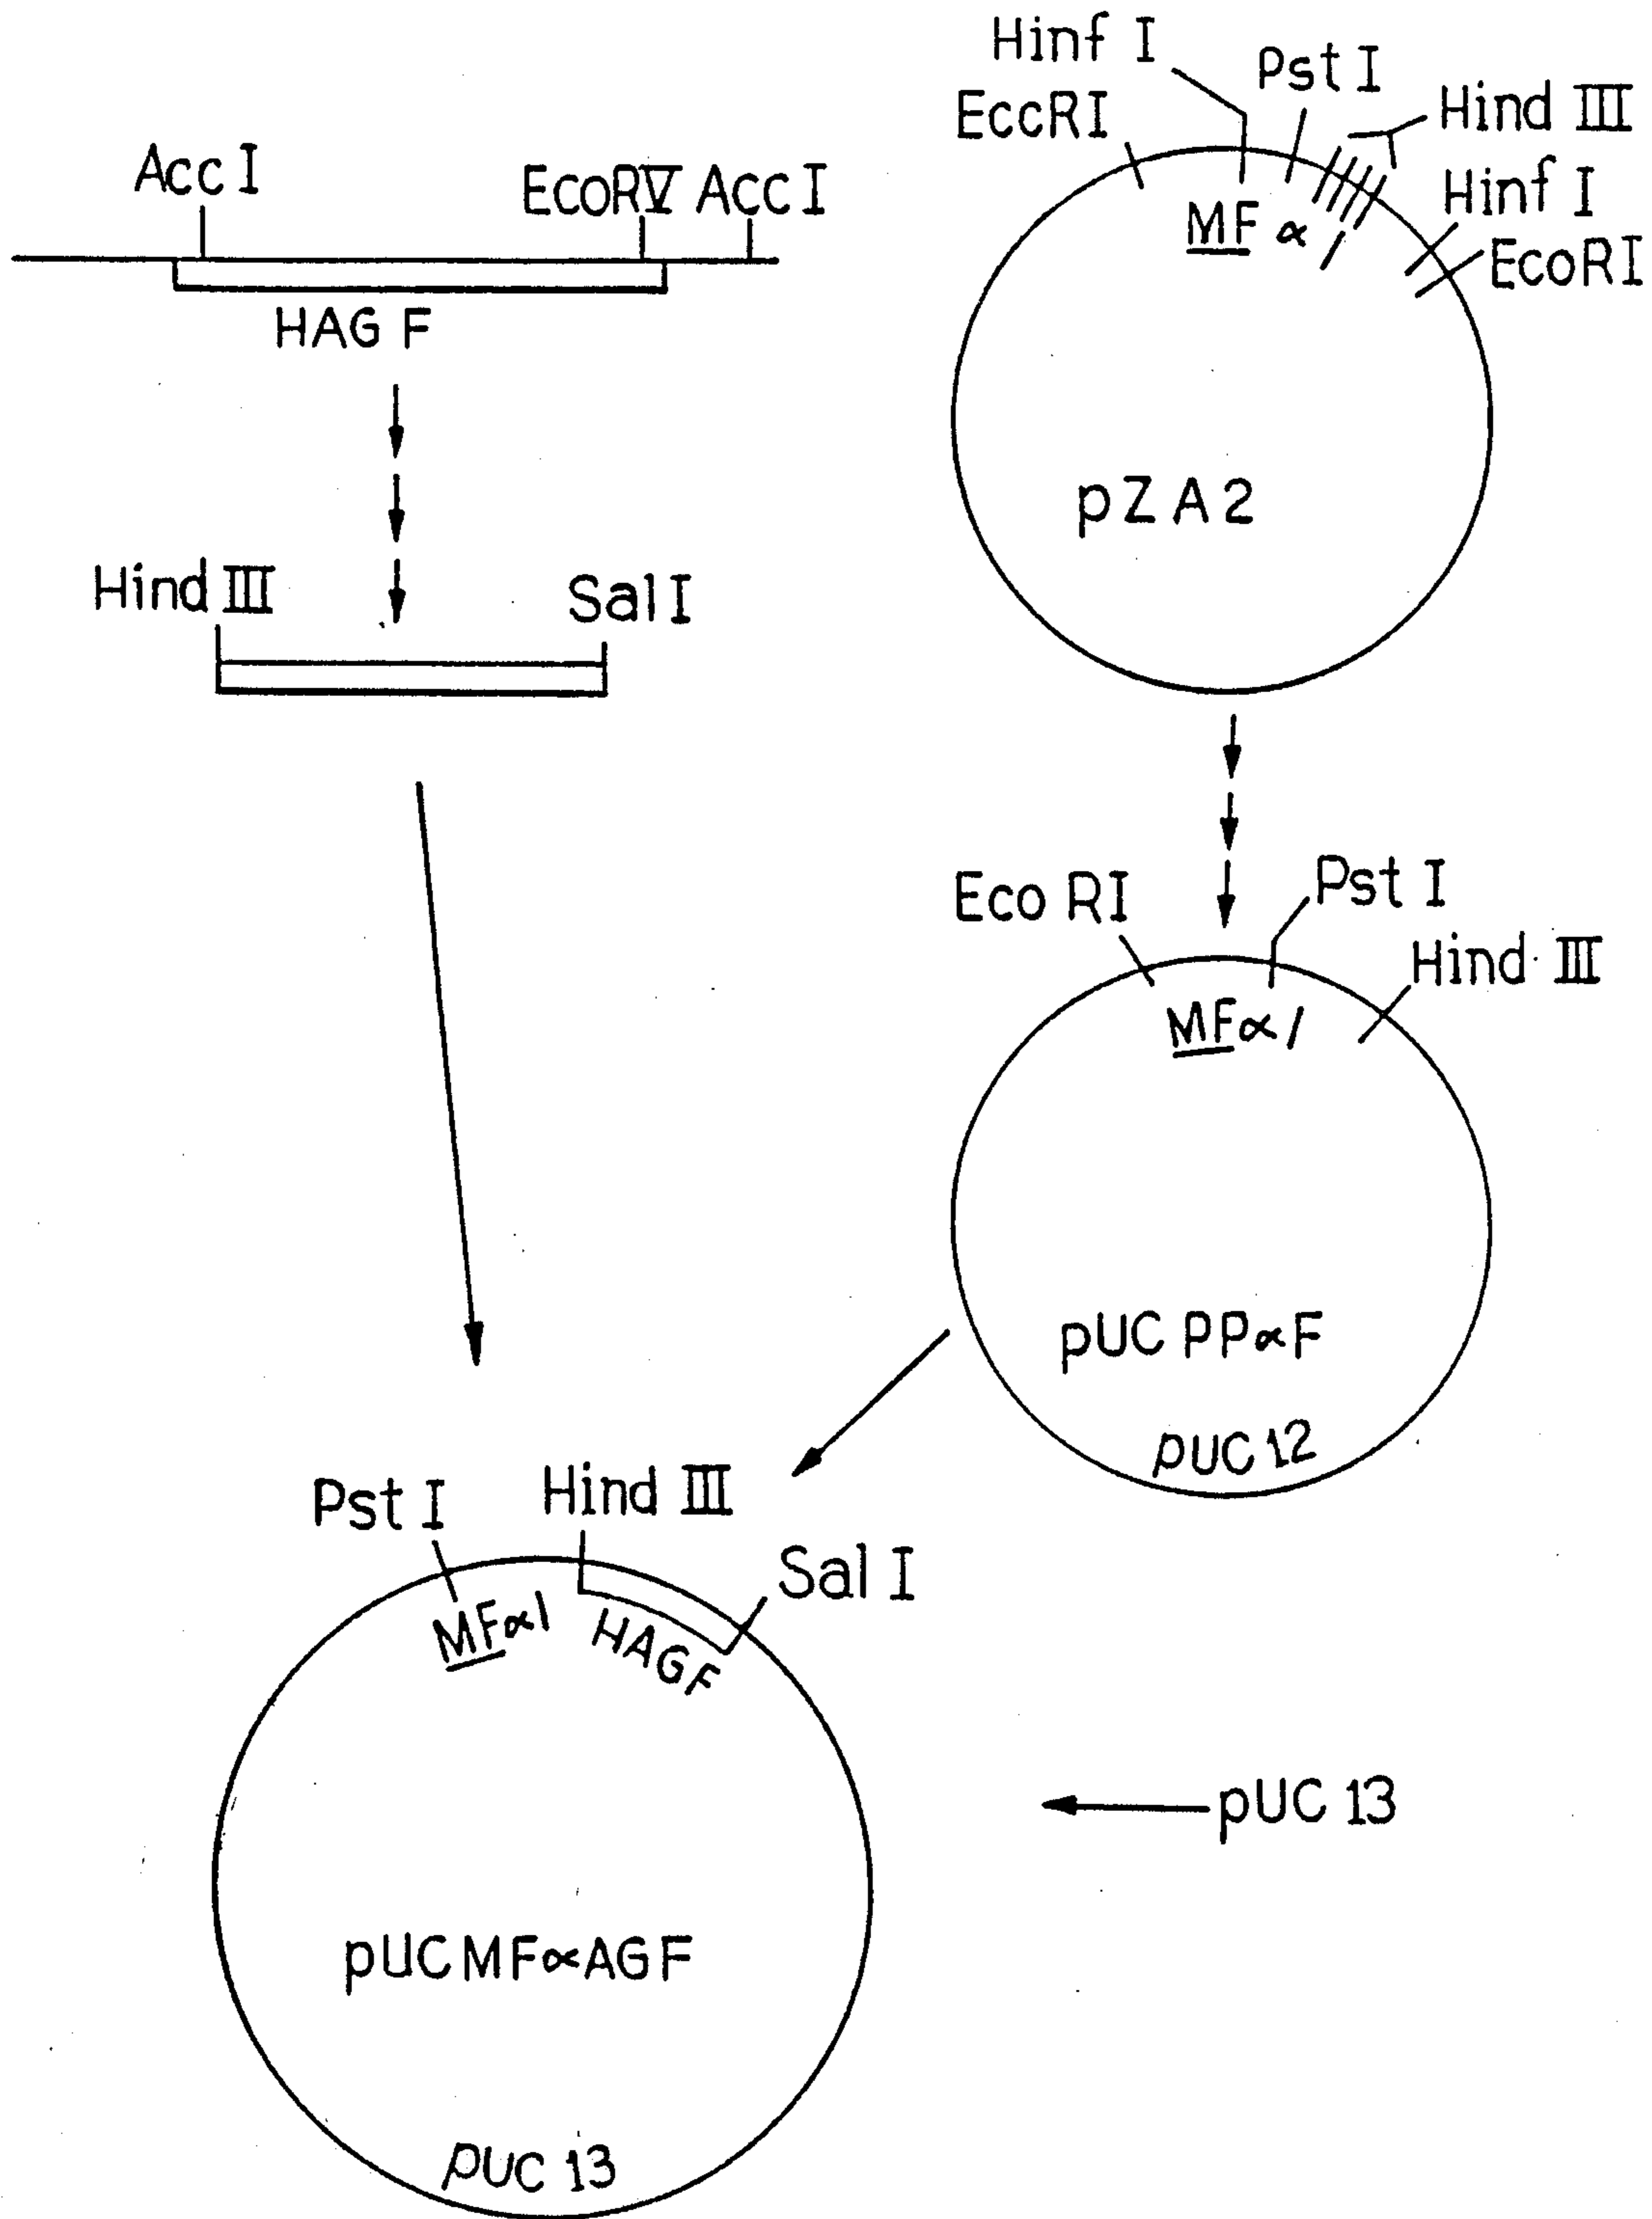 Hinf I
Pst I
EccRI
Hind III
Acc I
EcoRV Acc I
Hinf I
MF α 1
EcoRI
HAG F
pZA2
Hind III
Sal I
Eco RI
Pst I
Hind III
MFα1
pUC PPαF
pUC 12
Pst I
Hind III
Sal I
MFα1
HAGF
pUC 13
pUCMFαAGF
pUC 13